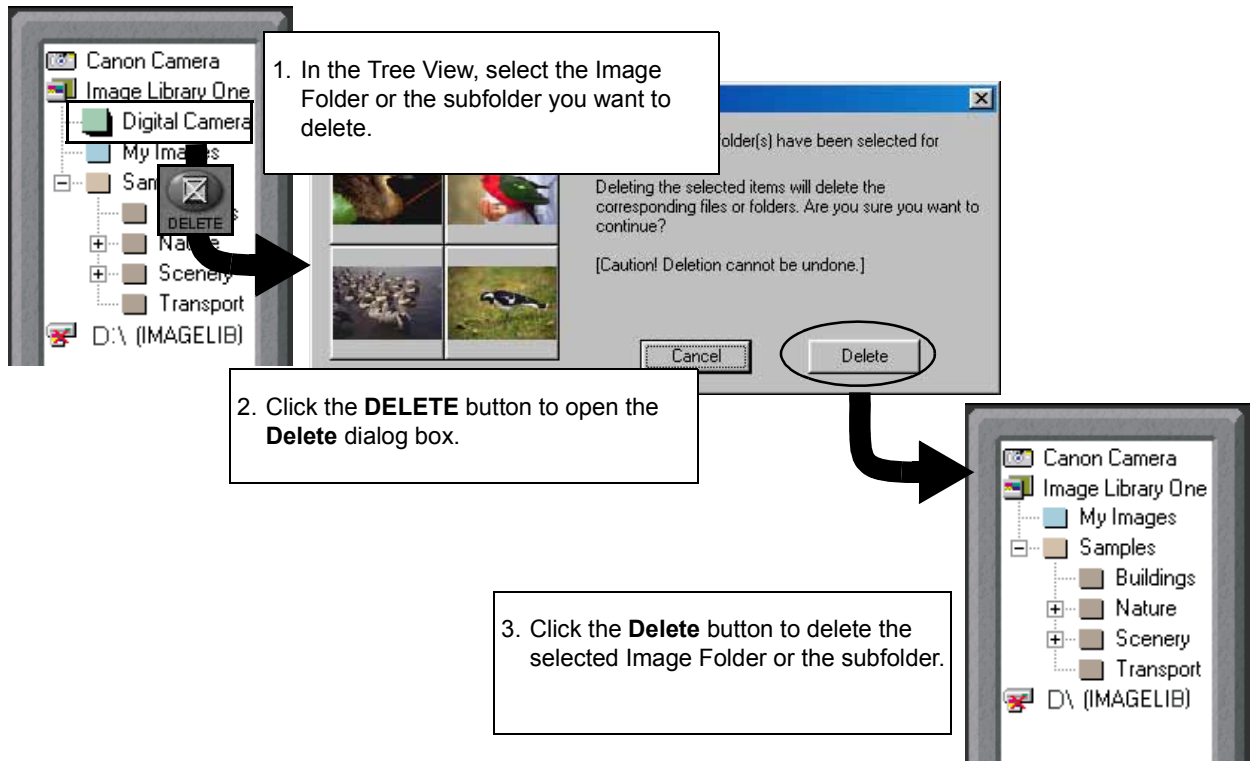 Canon Camera
Image Library One
Digital Camera
My Images
DELETE
Scenery
Transport
D:\ (IMAGELIB)
1. In the Tree View, select the Image
Folder or the subfolder you want to
delete.
have been selected for
Deleting the selected items will delete the
corresponding files or folders. Are you sure you want to
continue?
[Caution! Deletion cannot be undone.]
Cancel
Delete
2. Click the DELETE button to open the
Delete dialog box.
3. Click the Delete button to delete the
selected Image Folder or the subfolder.
Canon Camera
Image Library One
My Images
Samples
Buildings
Nature
Scenery
Transport
D:\ (IMAGELIB)